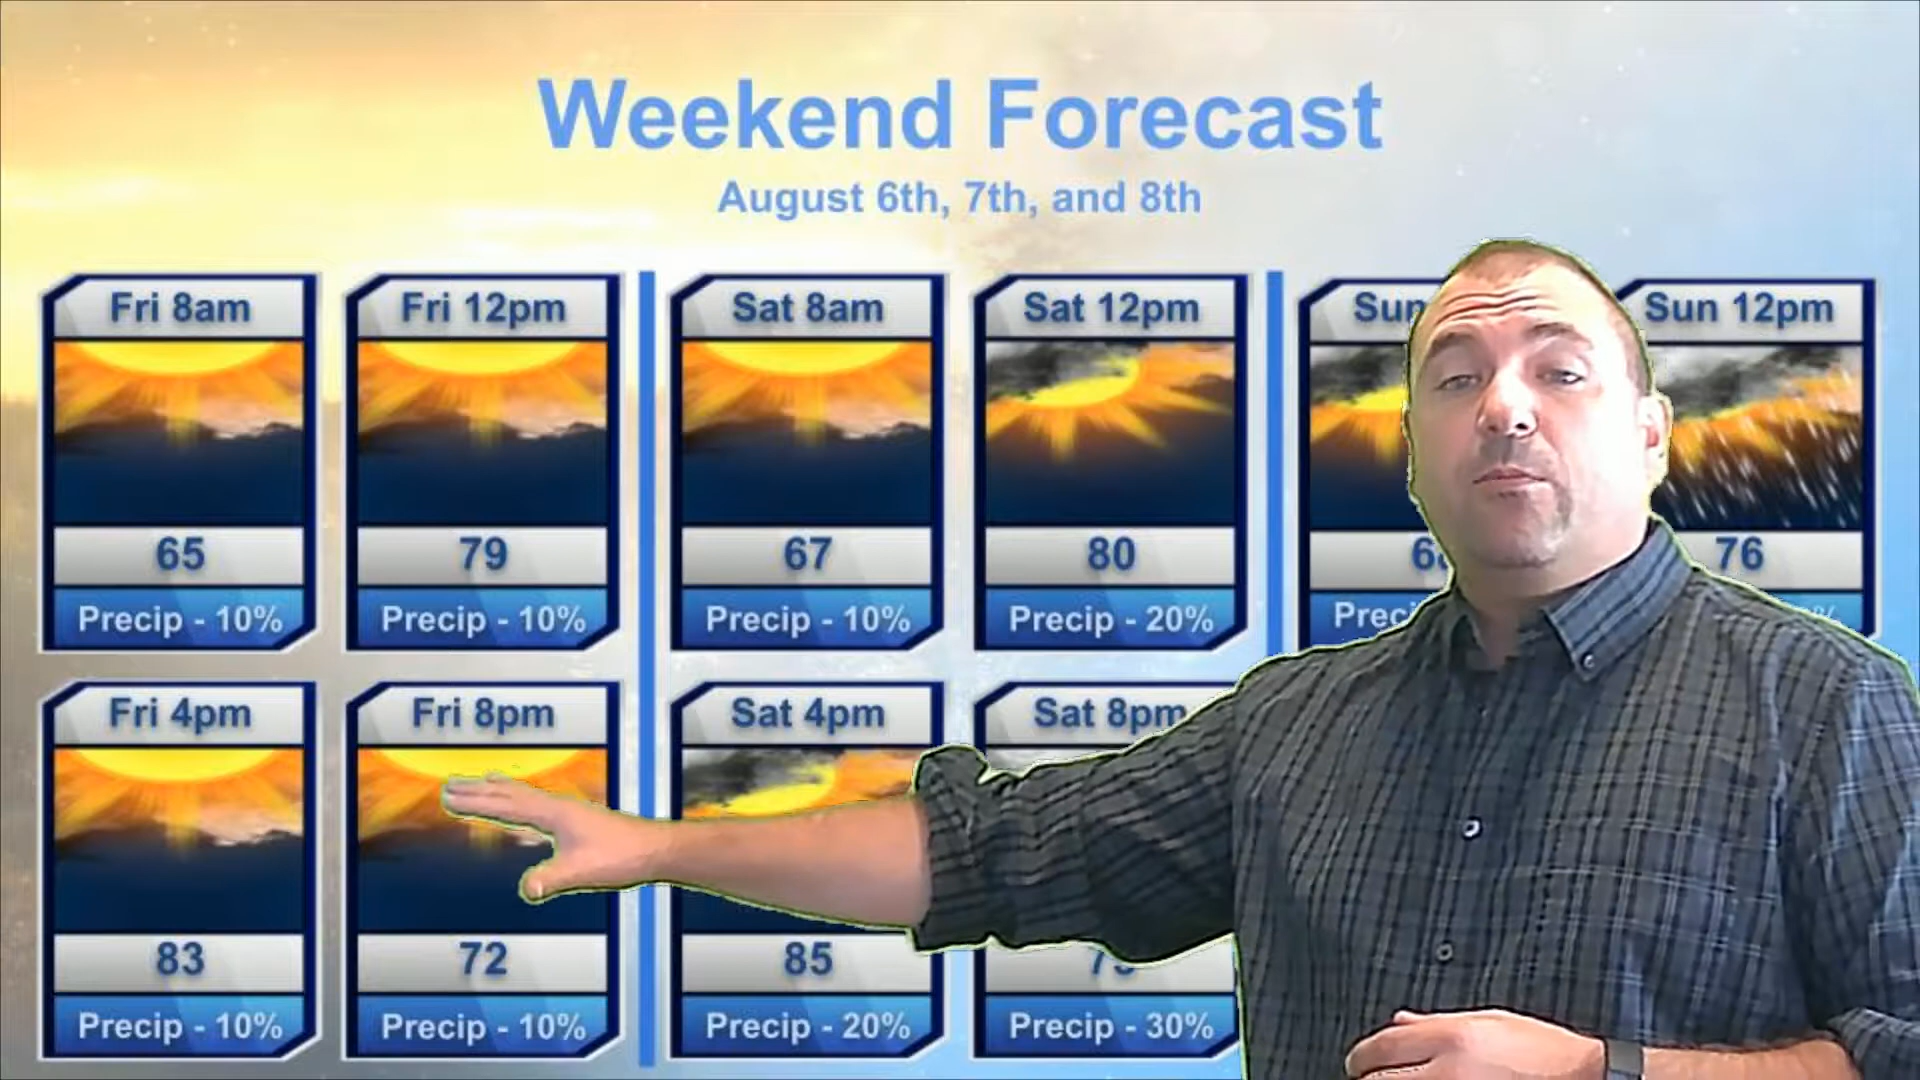 Weekend Forecast
August 6th, 7th, and 8th
Fri 8am
65
Precip - 10%
Fri 12pm
79
Precip - 10%
Sat 8am
67
Precip - 10%
Sat 12pm
80
Precip - 20%
Sun
Sun 12pm
76
Fri 4pm
83
Precip - 10%
Fri 8pm
72
Precip - 10%
Sat 4pm
85
Precip - 20%
Sat 8pm
Precip - 30%